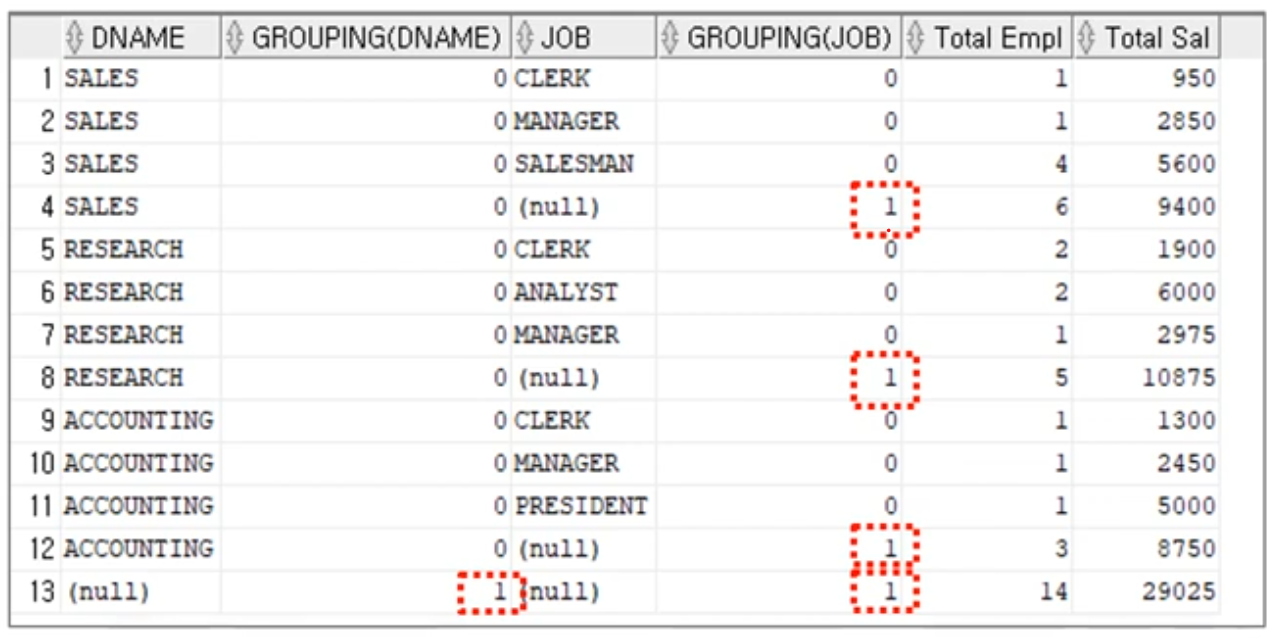 DNAME GROUPING(DNAME) JOB GROUPING(JOB) Total Empl Total Sal
1 SALES 0 CLERK 0 1 950
2 SALES 0 MANAGER 0 1 2850
3 SALES 0 SALESMAN 0 4 5600
4 SALES 0 (null) 1 6 9400
5 RESEARCH 0 CLERK 0 2 1900
6 RESEARCH 0 ANALYST 0 2 6000
7 RESEARCH 0 MANAGER 0 1 2975
8 RESEARCH 0 (null) 1 5 10875
9 ACCOUNTING 0 CLERK 0 1 1300
10 ACCOUNTING 0 MANAGER 0 1 2450
11 ACCOUNTING 0 PRESIDENT 0 1 5000
12 ACCOUNTING 0 (null) 1 3 8750
13 (null) 1 (null) 1 14 29025